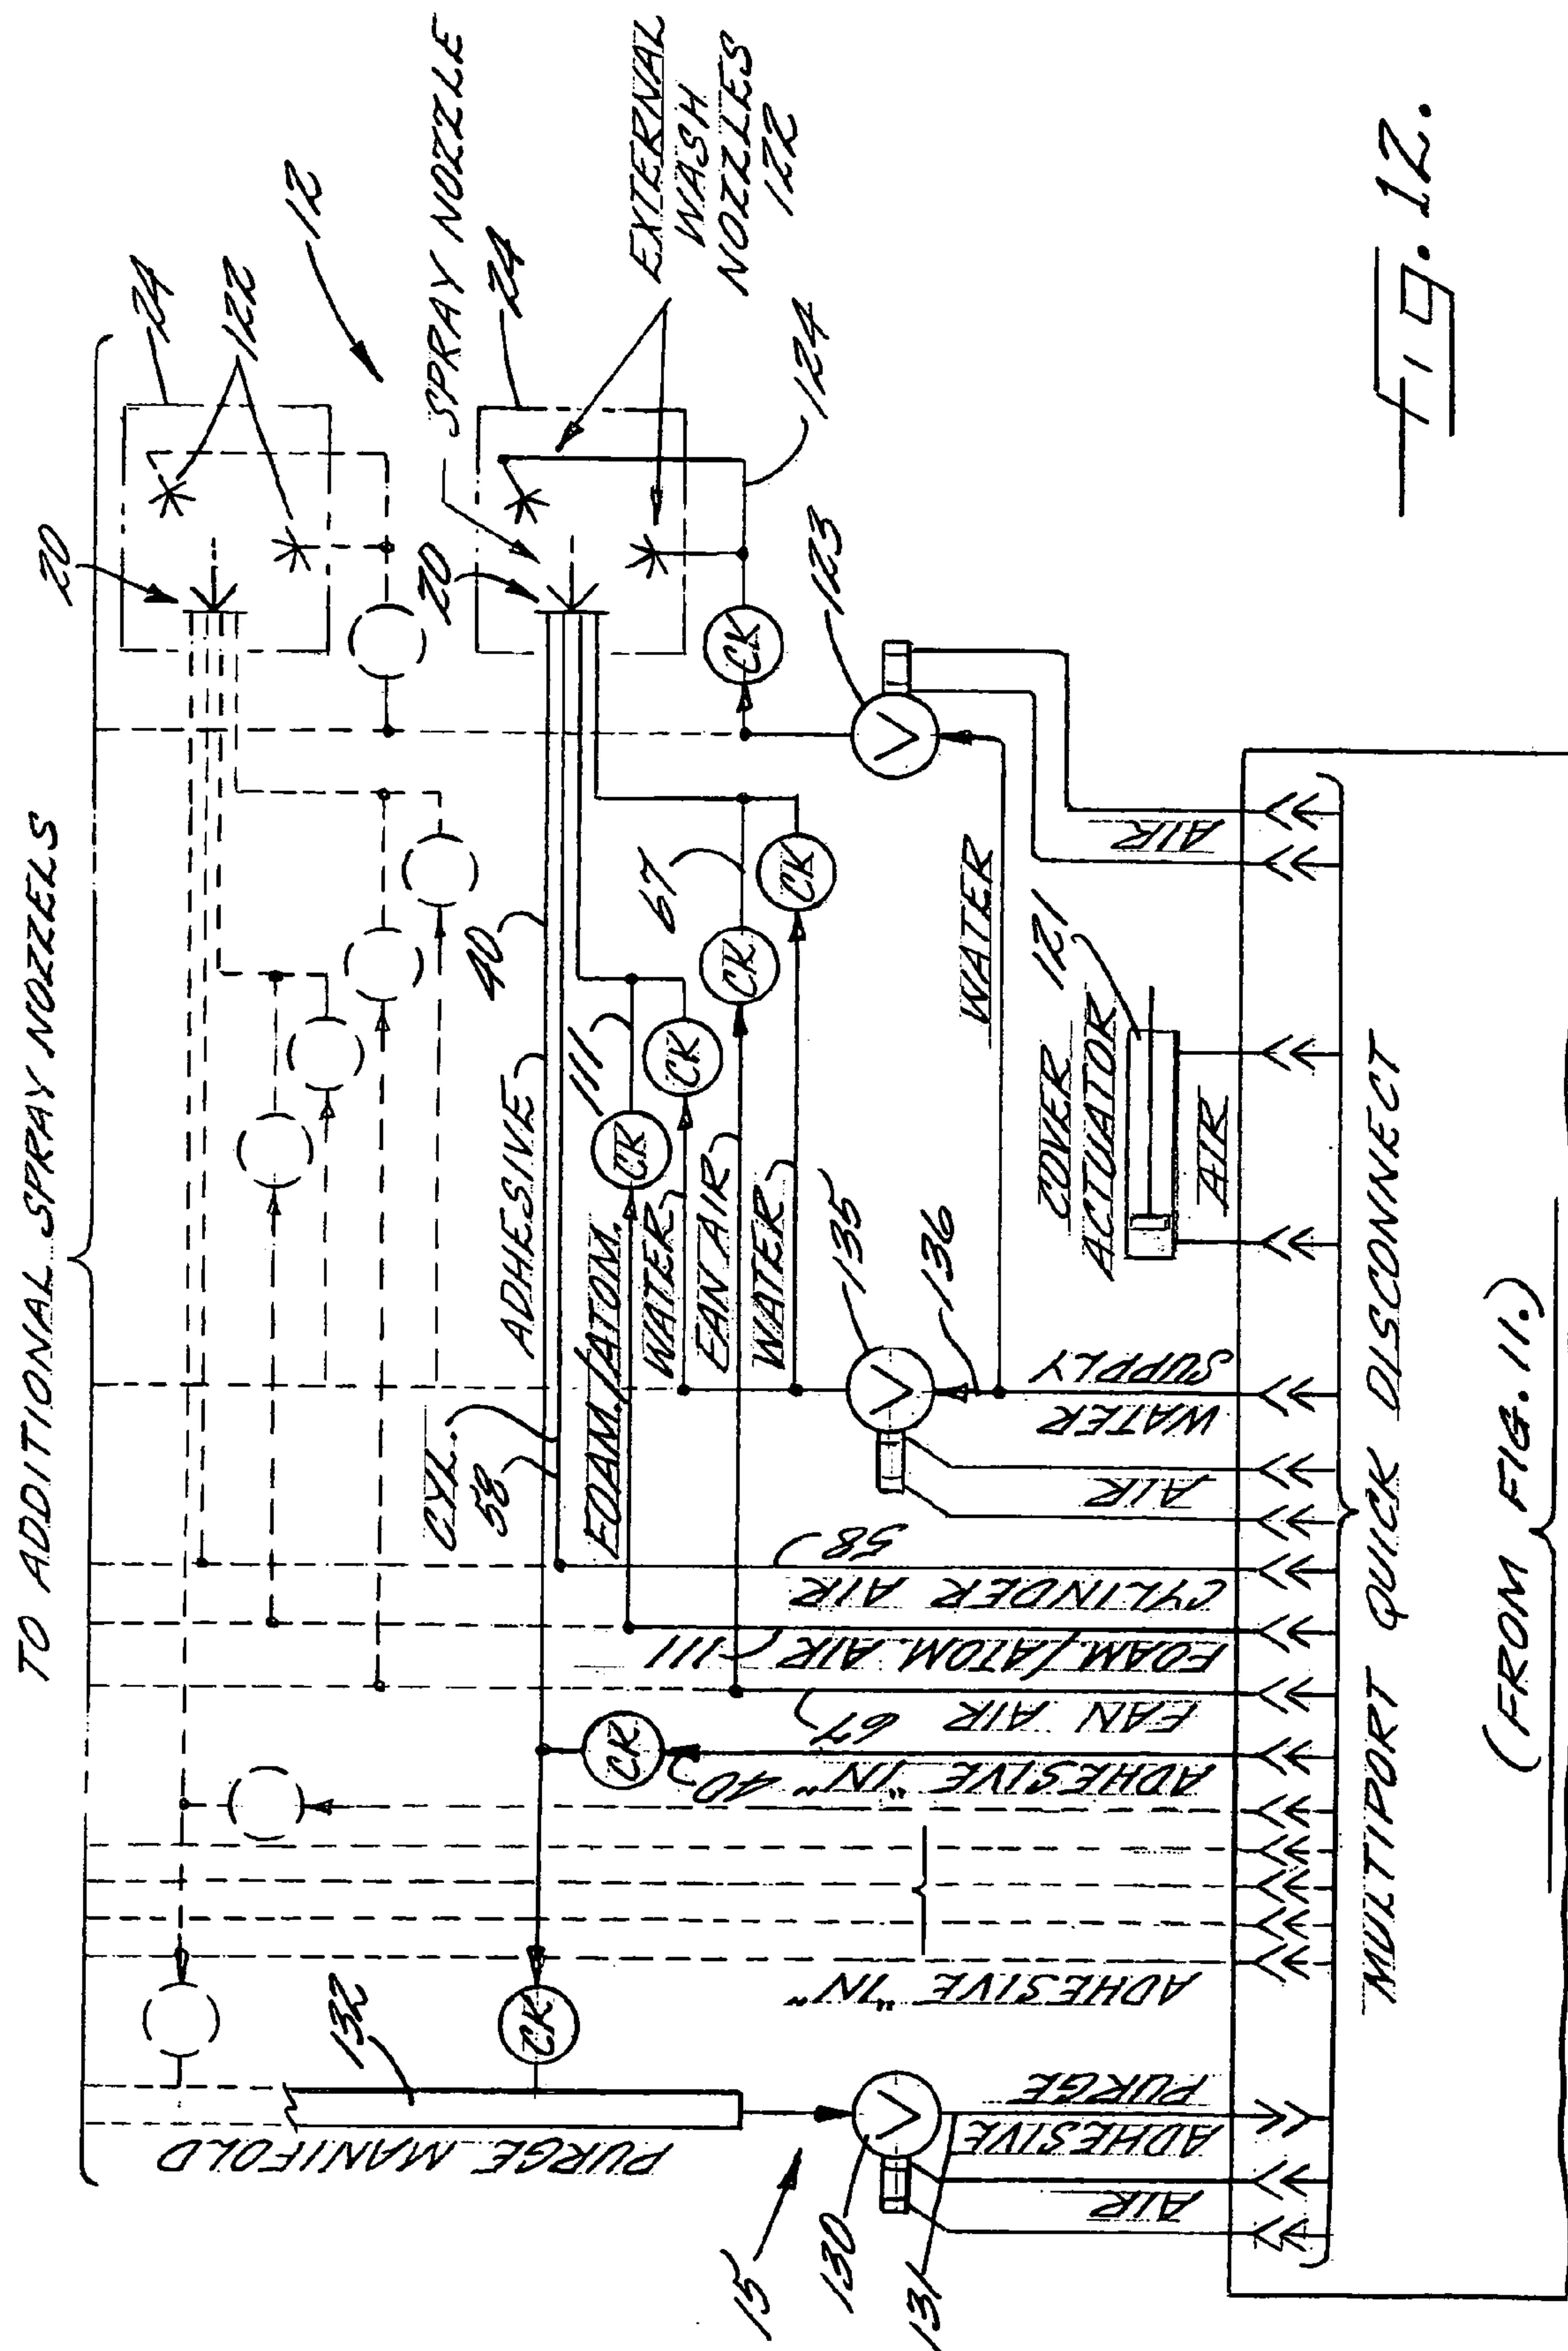 TO ADDITIONAL SPRAY NOZZELS
20
24
122
12
SPRAY NOZZLE
24
20
EXTERNAL
WASH
NOZZLES
122
124
CK
123
V
ADHESIVE
40
CYL.
58
FOAM./ATOM.
111
CK
WATER
CK
FAN AIR
CK
67
WATER
CK
132
PURGE MANIFOLD
CK
CK
15
130
V
131
135
V
136
WATER
COVER
ACTUATOR
121
AIR
AIR
ADHESIVE
PURGE
ADHESIVE "IN"
ADHESIVE "IN" 40
FAN AIR 67
FOAM./ATOM. AIR 111
CYLINDER AIR 58
AIR
WATER
SUPPLY
AIR
MULTIPORT QUICK DISCONNECT
(FROM FIG. 11.)
Fig. 12.